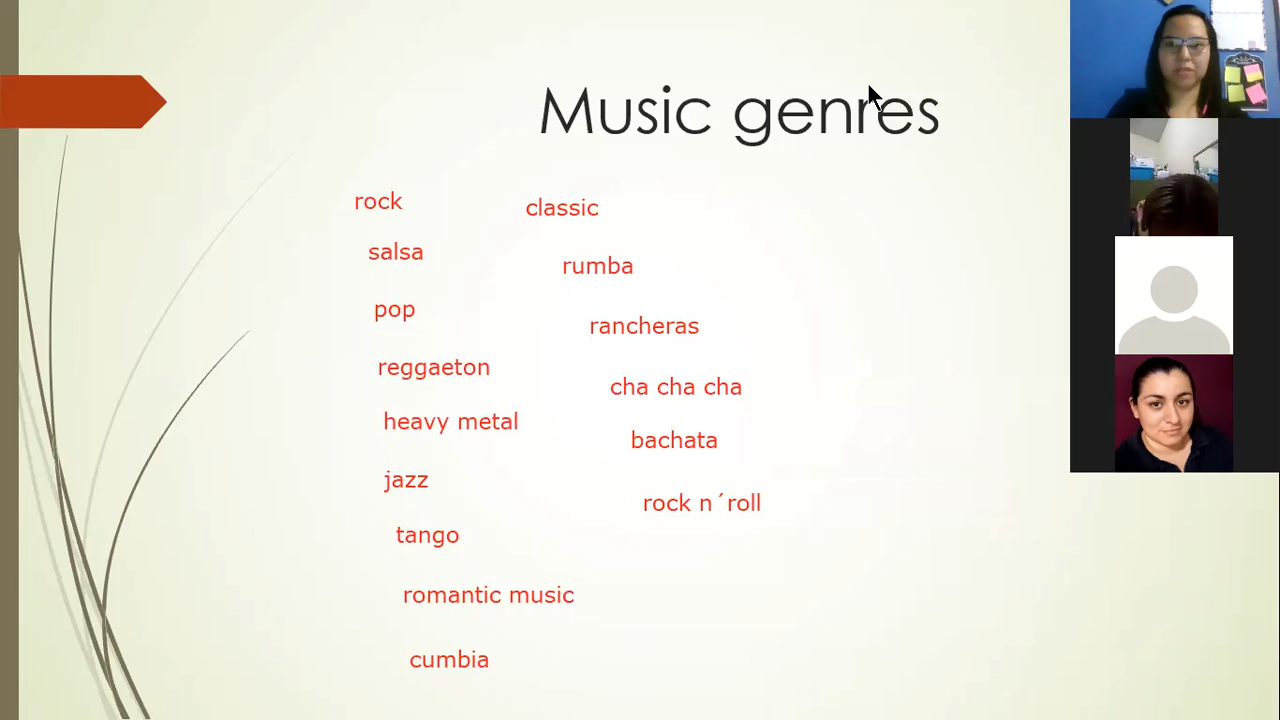 Music genres
rock
salsa
pop
reggaeton
heavy metal
jazz
tango
romantic music
cumbia
classic
rumba
rancheras
cha cha cha
bachata
rock n´roll